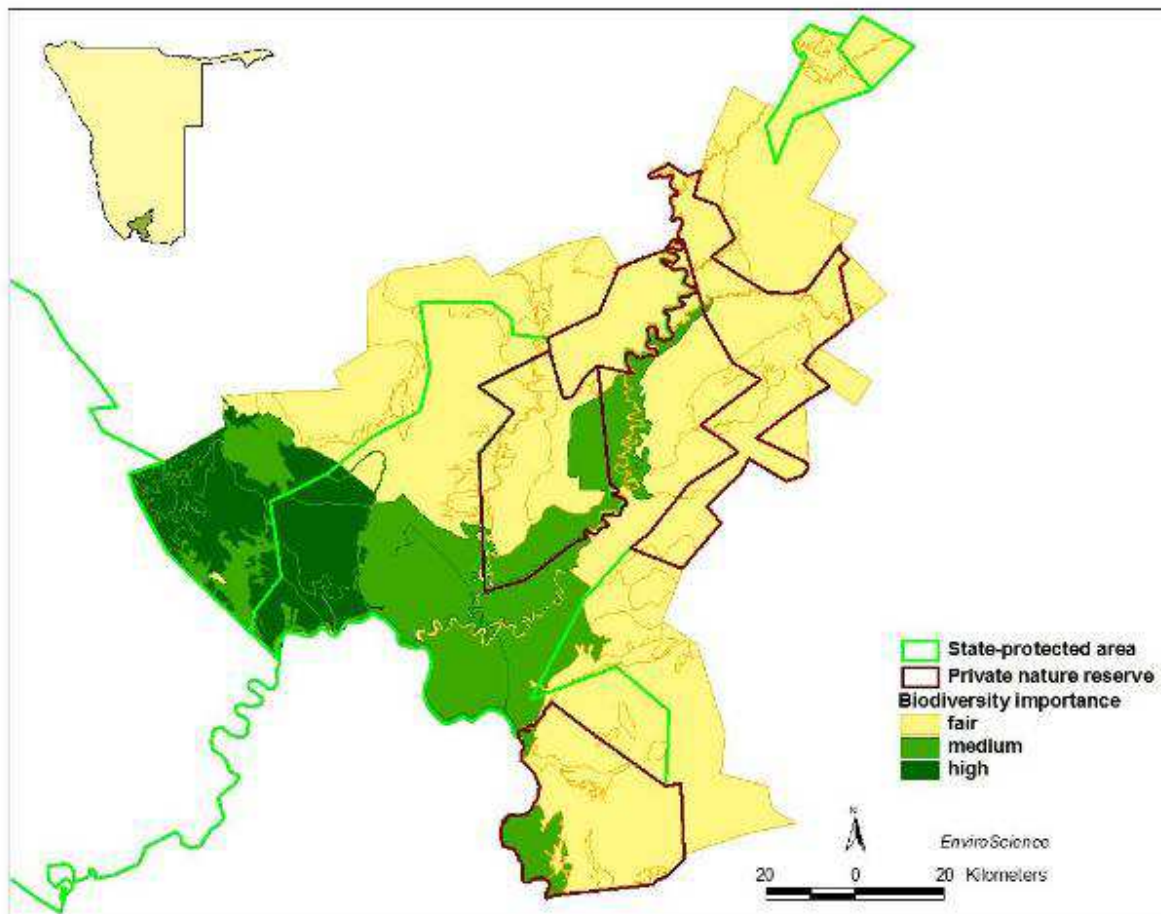 State-protected area
Private nature reserve
Biodiversity importance
fair
medium
high
N
EnviroScience
20 0 20 Kilometers